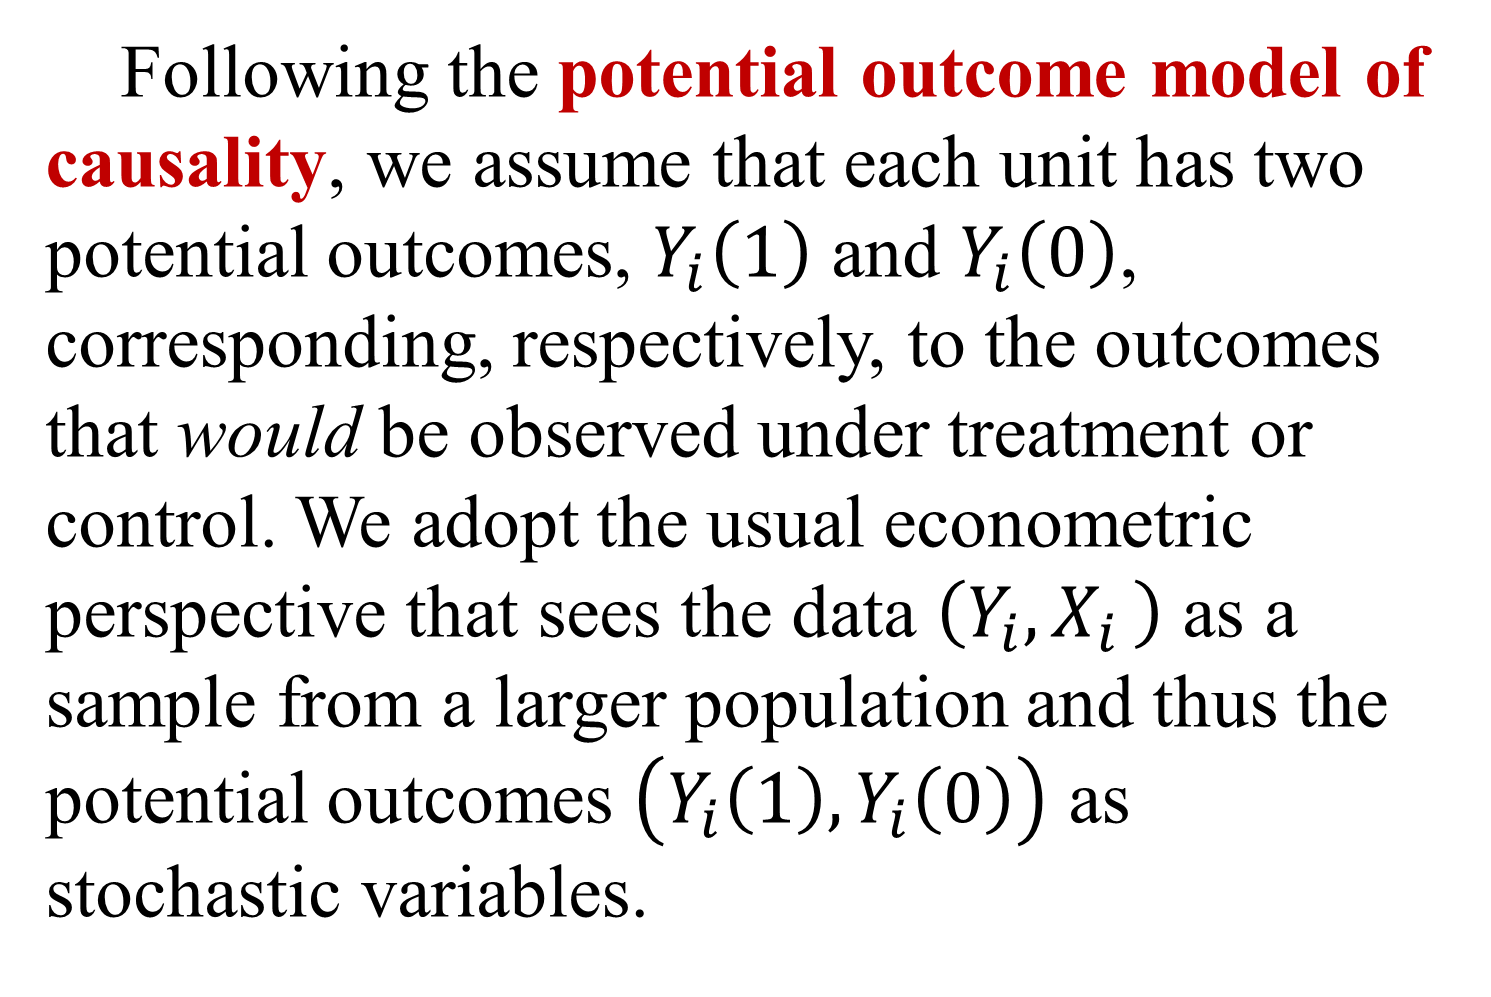 Following the potential outcome model of
causality, we assume that each unit has two
potential outcomes, Yᵢ(1) and Yᵢ(0),
corresponding, respectively, to the outcomes
that would be observed under treatment or
control. We adopt the usual econometric
perspective that sees the data (Yᵢ, Xᵢ ) as a
sample from a larger population and thus the
potential outcomes (Yᵢ(1), Yᵢ(0)) as
stochastic variables.